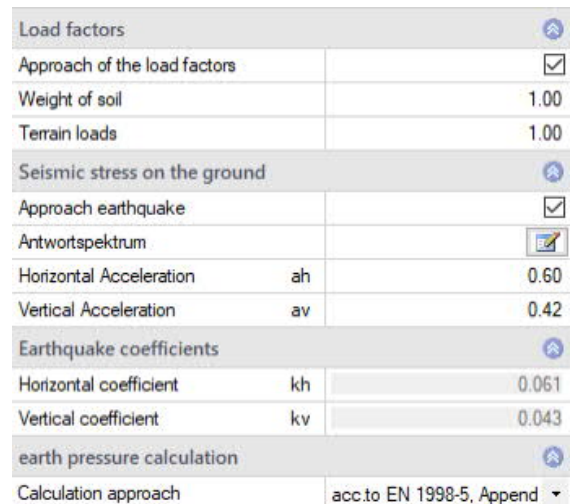 Load factors
Approach of the load factors
Weight of soil 1.00
Terrain loads 1.00
Seismic stress on the ground
Approach earthquake
Antwortspektrum
Horizontal Acceleration ah 0.60
Vertical Acceleration av 0.42
Earthquake coefficients
Horizontal coefficient kh 0.061
Vertical coefficient kv 0.043
earth pressure calculation
Calculation approach acc.to EN 1998-5, Append